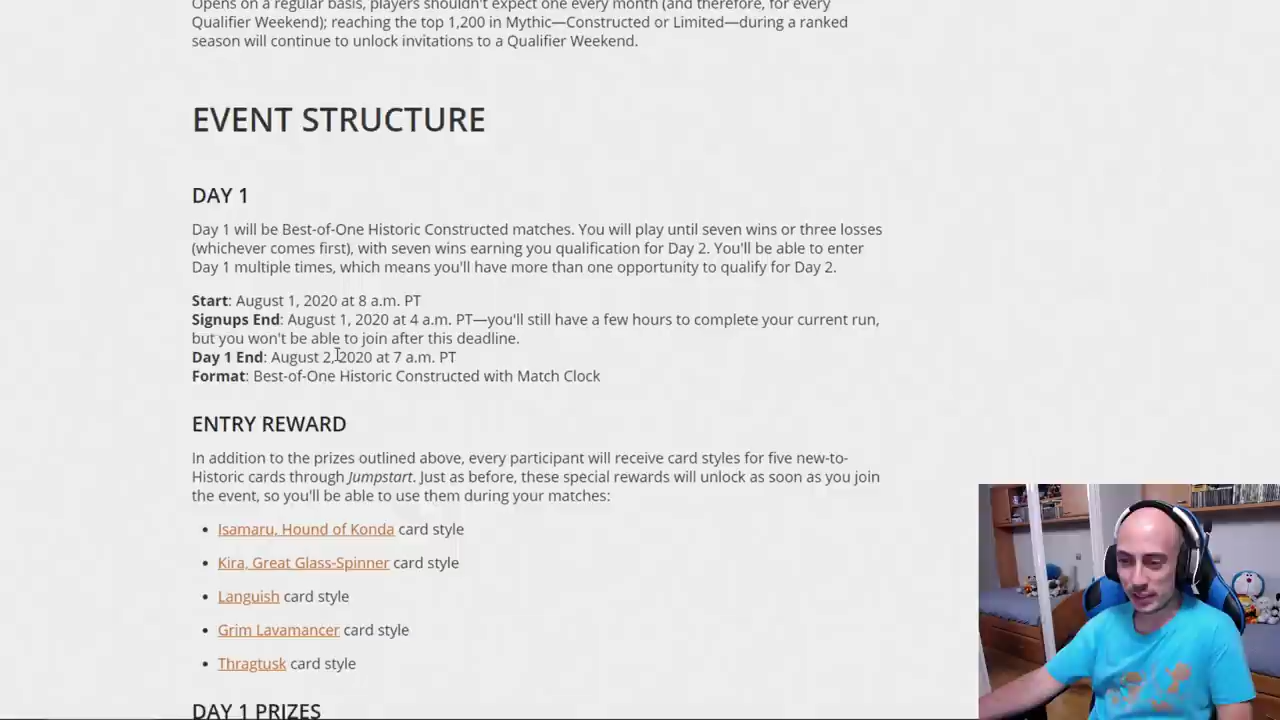 Opens on a regular basis, players shouldn't expect one every month (and therefore, for every
Qualifier Weekend); reaching the top 1,200 in Mythic—Constructed or Limited—during a ranked
season will continue to unlock invitations to a Qualifier Weekend.
EVENT STRUCTURE
DAY 1
Day 1 will be Best-of-One Historic Constructed matches. You will play until seven wins or three losses
(whichever comes first), with seven wins earning you qualification for Day 2. You'll be able to enter
Day 1 multiple times, which means you'll have more than one opportunity to qualify for Day 2.
Start: August 1, 2020 at 8 a.m. PT
Signups End: August 1, 2020 at 4 a.m. PT—you'll still have a few hours to complete your current run,
but you won't be able to join after this deadline.
Day 1 End: August 2, 2020 at 7 a.m. PT
Format: Best-of-One Historic Constructed with Match Clock
ENTRY REWARD
In addition to the prizes outlined above, every participant will receive card styles for five new-to-
Historic cards through Jumpstart. Just as before, these special rewards will unlock as soon as you join
the event, so you'll be able to use them during your matches:
• Isamaru, Hound of Konda card style
• Kira, Great Glass-Spinner card style
• Languish card style
• Grim Lavamancer card style
• Thragtusk card style
DAY 1 PRIZES